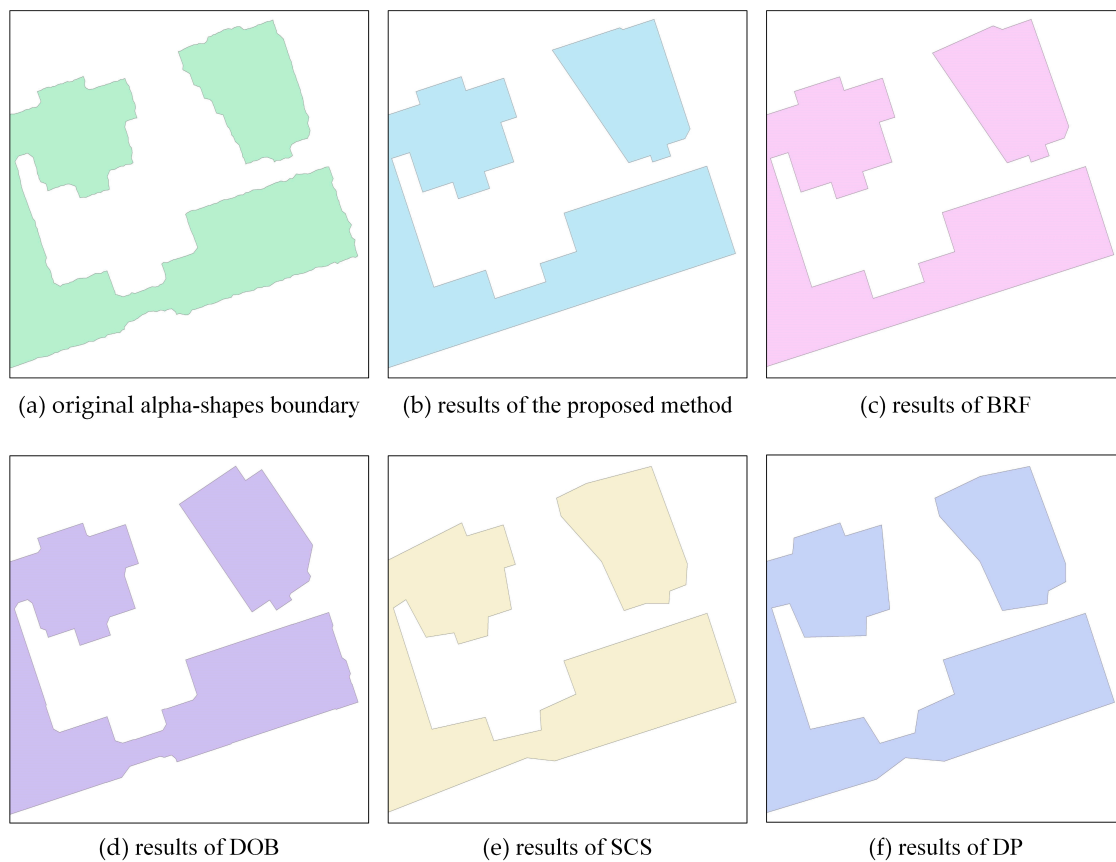 (a) original alpha-shapes boundary
(b) results of the proposed method
(c) results of BRF
(d) results of DOB
(e) results of SCS
(f) results of DP